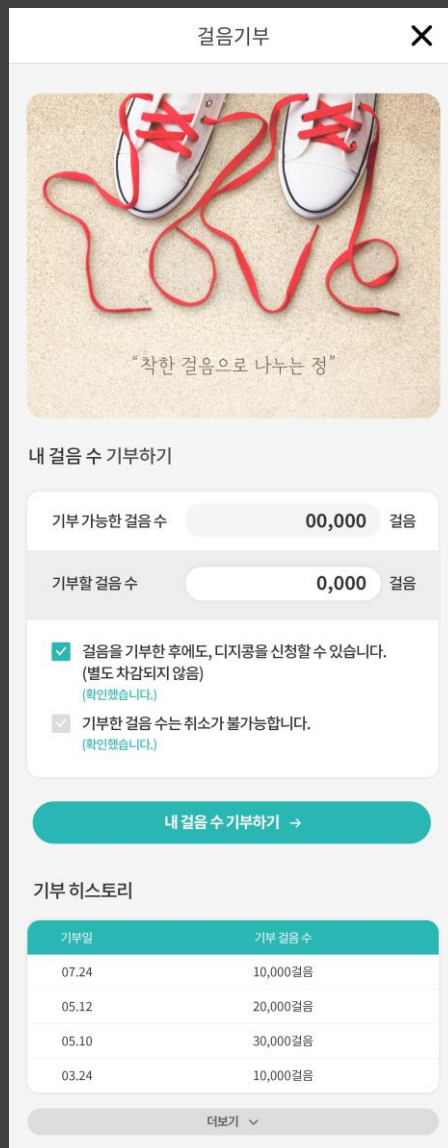 걸음기부
“착한 걸음으로 나누는 정”
내 걸음 수 기부하기
기부 가능한 걸음 수 00,000 걸음
기부할 걸음 수 0,000 걸음
걸음을 기부한 후에도, 디지콩을 신청할 수 있습니다.
(별도 차감되지 않음)
(확인했습니다.)
기부한 걸음 수는 취소가 불가능합니다.
(확인했습니다.)
내 걸음 수 기부하기 →
기부 히스토리
기부일 기부 걸음 수
07.24 10,000걸음
05.12 20,000걸음
05.10 30,000걸음
03.24 10,000걸음
더보기